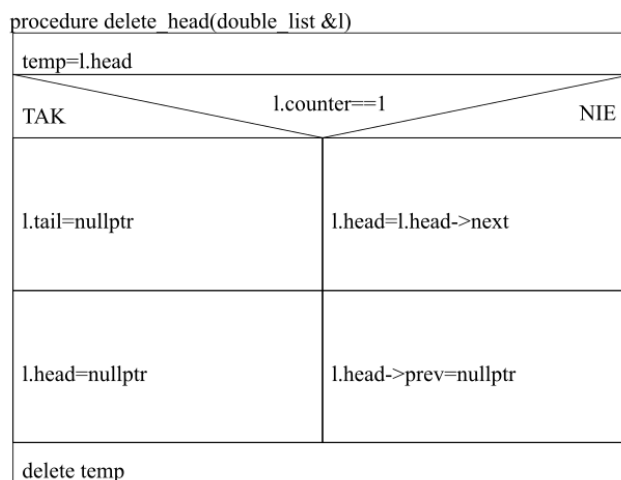 procedure delete_head(double_list &l)
temp=l.head
l.counter==1
TAK
NIE
l.tail=nullptr
l.head=l.head->next
l.head=nullptr
l.head->prev=nullptr
delete temp